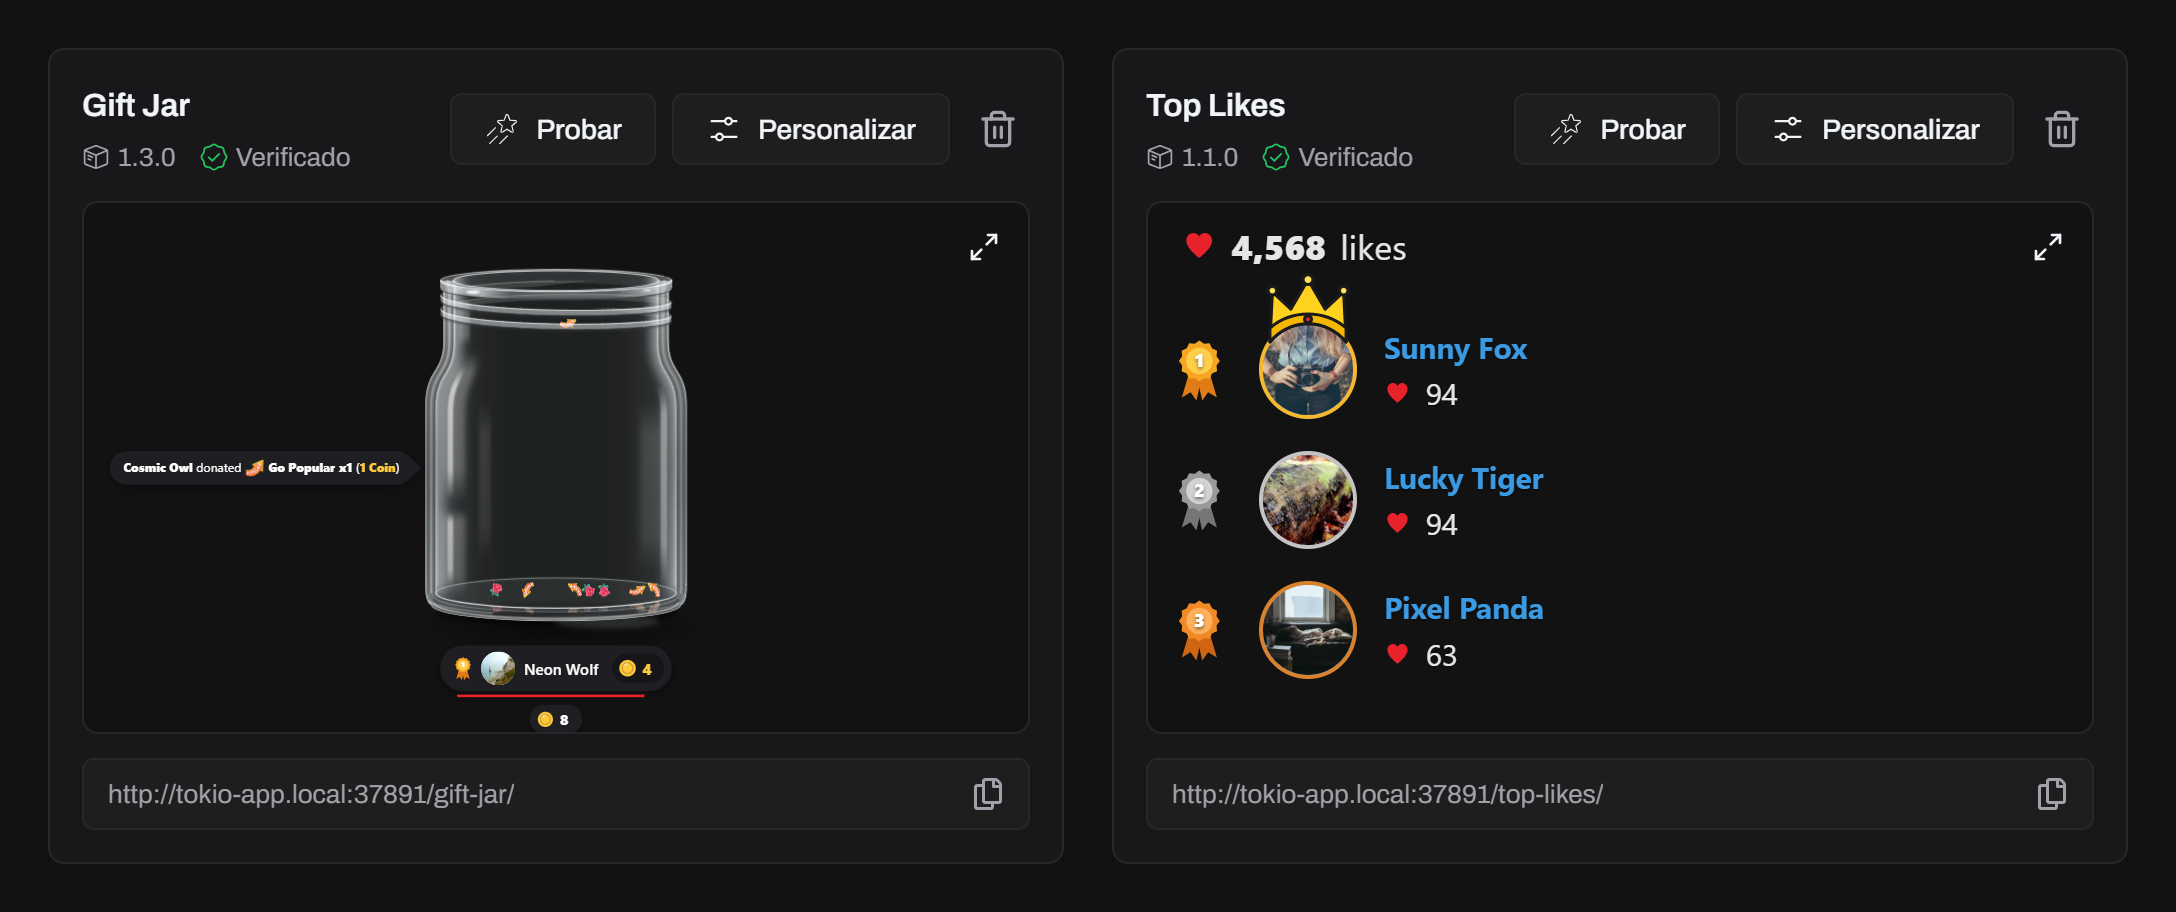 Gift Jar
1.3.0 Verificado
Probar
Personalizar
Cosmic Owl donated Go Popular x1 (1 Coin)
Neon Wolf 4
8
http://tokio-app.local:37891/gift-jar/
Top Likes
1.1.0 Verificado
Probar
Personalizar
4,568 likes
1
Sunny Fox
94
2
Lucky Tiger
94
3
Pixel Panda
63
http://tokio-app.local:37891/top-likes/